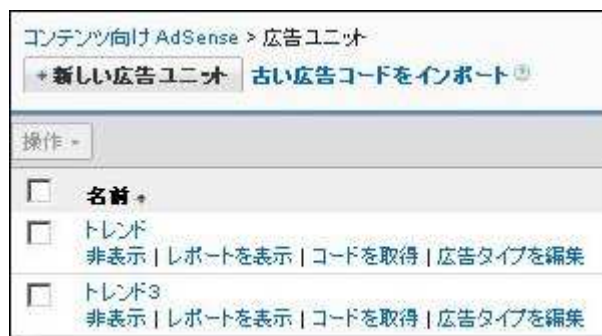 コンテンツ向け AdSense > 広告ユニット
+新しい広告ユニット 古い広告コードをインポート ?
操作
名前
トレンド
非表示 | レポートを表示 | コードを取得 | 広告タイプを編集
トレンド3
非表示 | レポートを表示 | コードを取得 | 広告タイプを編集